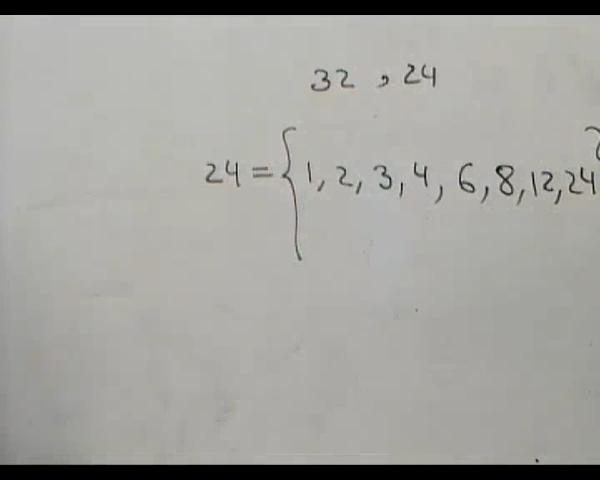 32 , 24
24 = { 1, 2, 3, 4, 6, 8, 12, 24 }